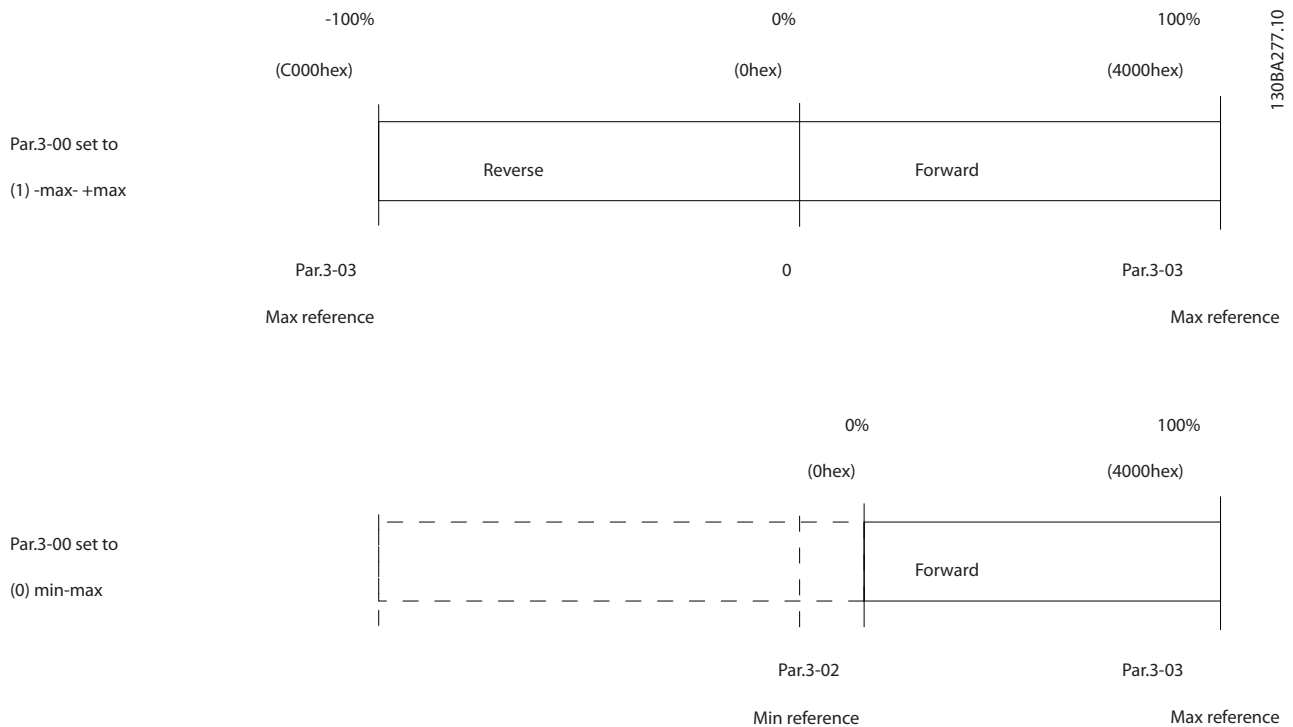 -100% 0% 100%
(C000hex) (0hex) (4000hex)
130BA277.10
Par.3-00 set to
(1) -max- +max
Reverse Forward
Par.3-03 0 Par.3-03
Max reference Max reference
0% 100%
(0hex) (4000hex)
Par.3-00 set to
(0) min-max
Forward
Par.3-02 Par.3-03
Min reference Max reference